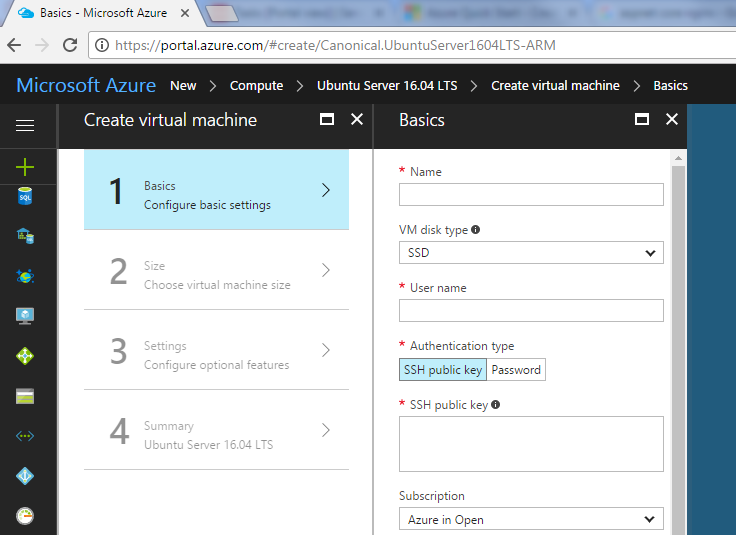 Basics - Microsoft Azure
https://portal.azure.com/#create/Canonical.UbuntuServer1604LTS-ARM
Microsoft Azure New Compute Ubuntu Server 16.04 LTS Create virtual machine Basics
Create virtual machine
1
Basics
Configure basic settings
2
Size
Choose virtual machine size
3
Settings
Configure optional features
4
Summary
Ubuntu Server 16.04 LTS
Basics
* Name
VM disk type
SSD
* User name
* Authentication type
SSH public key Password
* SSH public key
Subscription
Azure in Open
SQL